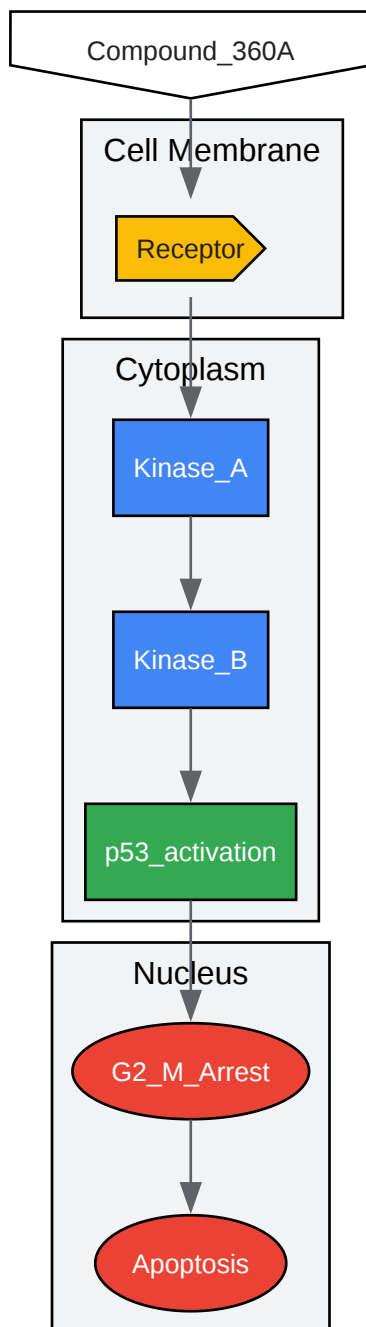 Compound_360A
Cell Membrane
Receptor
Cytoplasm
Kinase_A
Kinase_B
p53_activation
Nucleus
G2_M_Arrest
Apoptosis